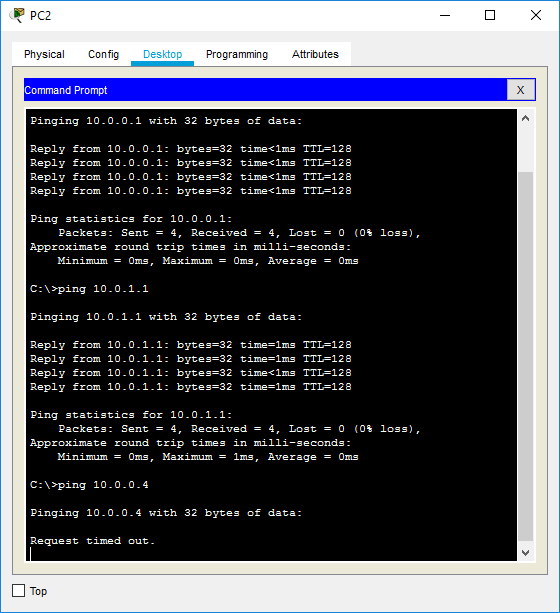 PC2
Physical Config Desktop Programming Attributes
Command Prompt X
Pinging 10.0.0.1 with 32 bytes of data:
Reply from 10.0.0.1: bytes=32 time<1ms TTL=128
Reply from 10.0.0.1: bytes=32 time<1ms TTL=128
Reply from 10.0.0.1: bytes=32 time<1ms TTL=128
Reply from 10.0.0.1: bytes=32 time<1ms TTL=128
Ping statistics for 10.0.0.1:
Packets: Sent = 4, Received = 4, Lost = 0 (0% loss),
Approximate round trip times in milli-seconds:
Minimum = 0ms, Maximum = 0ms, Average = 0ms
C:\>ping 10.0.1.1
Pinging 10.0.1.1 with 32 bytes of data:
Reply from 10.0.1.1: bytes=32 time=1ms TTL=128
Reply from 10.0.1.1: bytes=32 time=1ms TTL=128
Reply from 10.0.1.1: bytes=32 time<1ms TTL=128
Reply from 10.0.1.1: bytes=32 time=1ms TTL=128
Ping statistics for 10.0.1.1:
Packets: Sent = 4, Received = 4, Lost = 0 (0% loss),
Approximate round trip times in milli-seconds:
Minimum = 0ms, Maximum = 1ms, Average = 0ms
C:\>ping 10.0.0.4
Pinging 10.0.0.4 with 32 bytes of data:
Request timed out.
Top